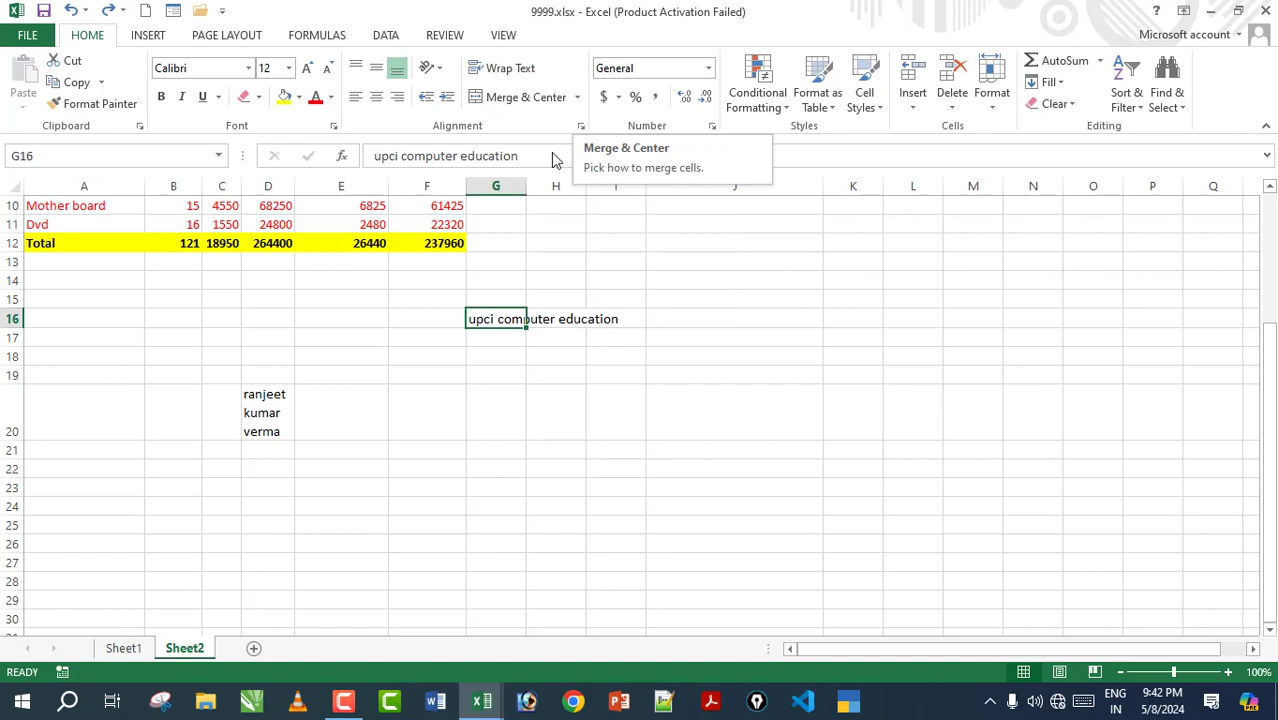 9999.xlsx - Excel (Product Activation Failed)
FILE HOME INSERT PAGE LAYOUT FORMULAS DATA REVIEW VIEW Microsoft account
Paste Cut Copy Format Painter
Calibri 12
B I U A
Wrap Text
Merge & Center
General
$ % ,
Conditional Formatting
Format as Table
Cell Styles
Insert Delete Format
AutoSum Fill Clear
Sort & Filter
Find & Select
Clipboard Font Alignment Number Styles Cells Editing
G16 fx upci computer education
Merge & Center
Pick how to merge cells.
A B C D E F G H I J K L M N O P Q
10 Mother board 15 4550 68250 6825 61425
11 Dvd 16 1550 24800 2480 22320
12 Total 121 18950 264400 26440 237960
13
14
15
16 upci computer education
17
18
19
ranjeet
kumar
20 verma
21
22
23
24
25
26
27
28
29
30
Sheet1 Sheet2
READY 100%
ENG 9:42 PM
IN 5/8/2024